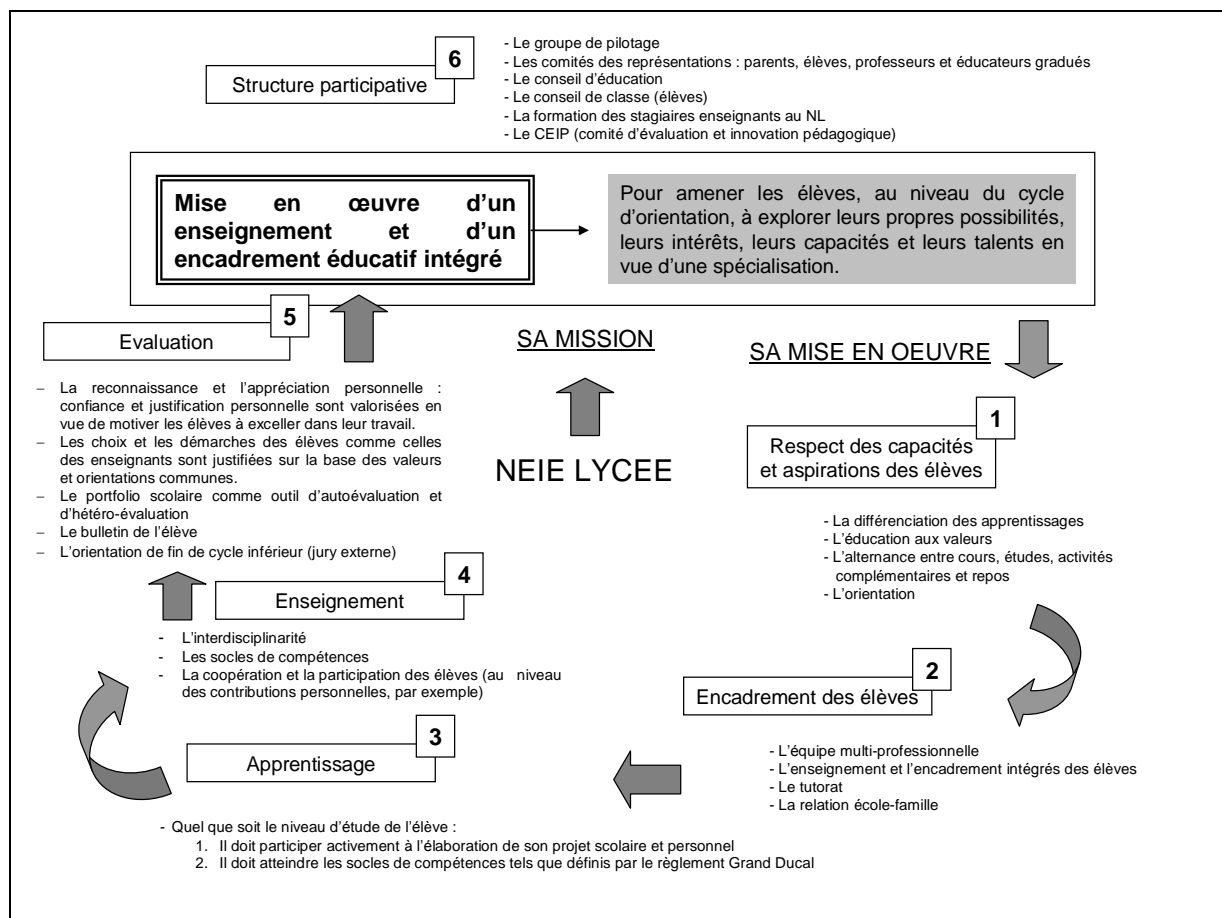 6
Structure participative
- Le groupe de pilotage
- Les comités des représentations : parents, élèves, professeurs et éducateurs gradués
- Le conseil d’éducation
- Le conseil de classe (élèves)
- La formation des stagiaires enseignants au NL
- Le CEIP (comité d’évaluation et innovation pédagogique)
Mise en œuvre d’un
enseignement et d’un
encadrement éducatif intégré
Pour amener les élèves, au niveau du cycle
d’orientation, à explorer leurs propres possibilités,
leurs intérêts, leurs capacités et leurs talents en
vue d’une spécialisation.
5
Evaluation
SA MISSION
SA MISE EN OEUVRE
– La reconnaissance et l’appréciation personnelle :
confiance et justification personnelle sont valorisées en
vue de motiver les élèves à exceller dans leur travail.
– Les choix et les démarches des élèves comme celles
des enseignants sont justifiées sur la base des valeurs
et orientations communes.
– Le portfolio scolaire comme outil d’autoévaluation et
d’hétéro-évaluation
– Le bulletin de l’élève
– L’orientation de fin de cycle inférieur (jury externe)
NEIE LYCEE
1
Respect des capacités
et aspirations des élèves
- La différenciation des apprentissages
- L’éducation aux valeurs
- L’alternance entre cours, études, activités
complémentaires et repos
- L’orientation
4
Enseignement
- L’interdisciplinarité
- Les socles de compétences
- La coopération et la participation des élèves (au niveau
des contributions personnelles, par exemple)
2
Encadrement des élèves
- L’équipe multi-professionnelle
- L’enseignement et l’encadrement intégrés des élèves
- Le tutorat
- La relation école-famille
3
Apprentissage
- Quel que soit le niveau d’étude de l’élève :
1. Il doit participer activement à l’élaboration de son projet scolaire et personnel
2. Il doit atteindre les socles de compétences tels que définis par le règlement Grand Ducal